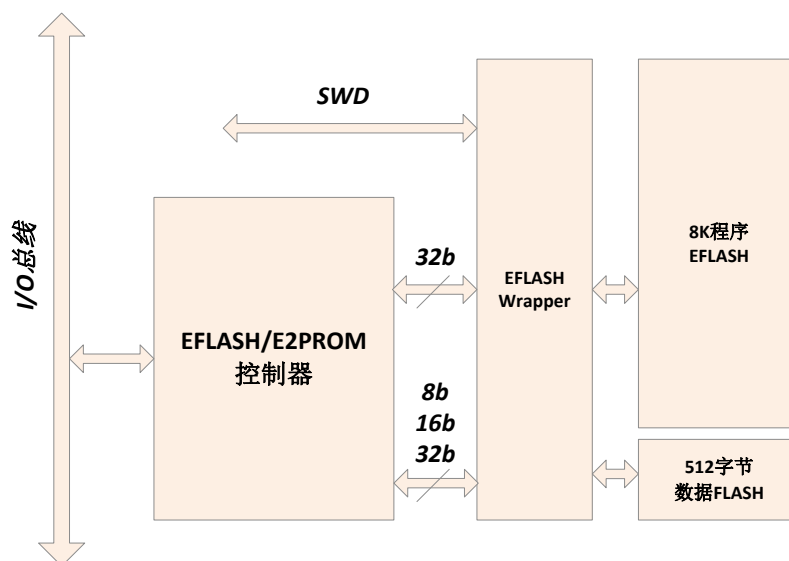 I/O总线
SWD
EFLASH/E2PROM
控制器
32b
8b
16b
32b
EFLASH
Wrapper
8K程序
EFLASH
512字节
数据FLASH